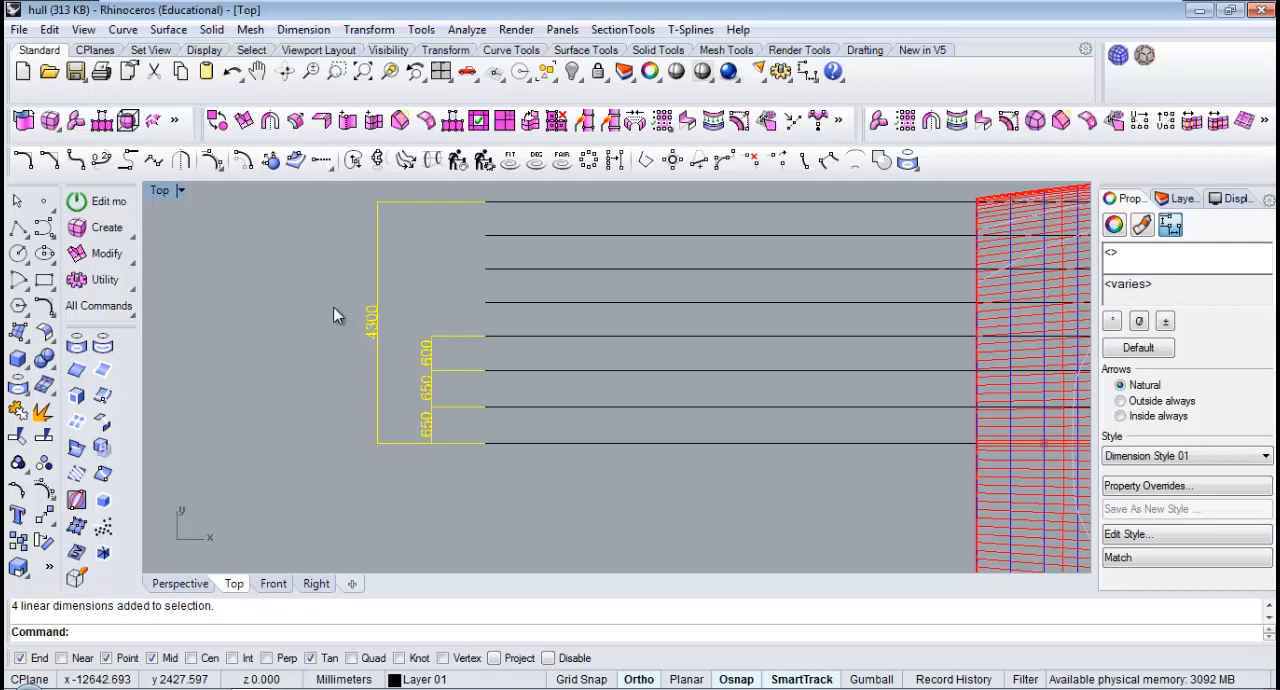 hull (313 KB) - Rhinoceros (Educational) - [Top]
File Edit View Curve Surface Solid Mesh Dimension Transform Tools Analyze Render Panels SectionTools T-Splines Help
Standard CPlanes Set View Display Select Viewport Layout Visibility Transform Curve Tools Surface Tools Solid Tools Mesh Tools Render Tools Drafting New in V5
FIT DEG FAIR
Top
Edit mo
Create
Modify
Utility
All Commands
4300
600
650
650
y
x
Prop... Laye... Displ...
<>
<varies>
° Ø ±
Default
Arrows
Natural
Outside always
Inside always
Style
Dimension Style 01
Property Overrides...
Save As New Style ...
Edit Style...
Match
Perspective Top Front Right
4 linear dimensions added to selection.
Command:
End Near Point Mid Cen Int Perp Tan Quad Knot Vertex Project Disable
CPlane x -12642.693 y 2427.597 z 0.000 Millimeters Layer 01 Grid Snap Ortho Planar Osnap SmartTrack Gumball Record History Filter Available physical memory: 3092 MB